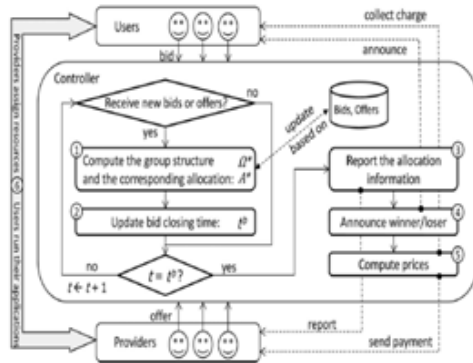 collect charge
Users
announce
bid
Controller
Receive new bids or offers?
no
yes
update
based on
Bids, Offers
1
Compute the group structure Ω*
and the corresponding allocation: A*
3
Report the allocation
information
2
Update bid closing time: tᵇ
4
Announce winner/loser
no
t = tᵇ?
yes
t ← t + 1
5
Compute prices
offer
report
Providers
send payment
Providers assign resources
Users run their applications